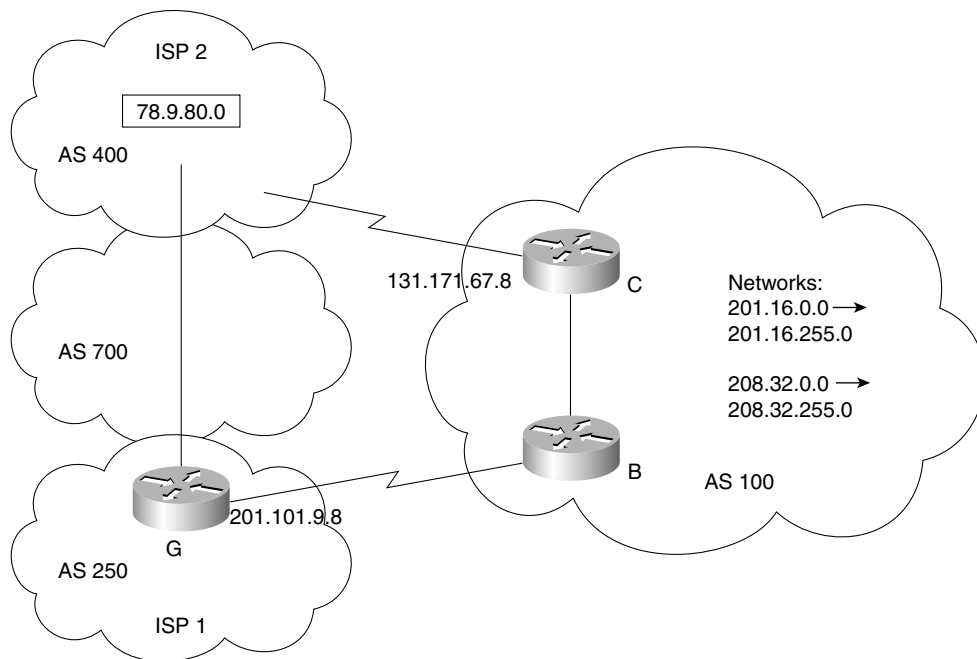 ISP 2
78.9.80.0
AS 400
131.171.67.8
C
Networks:
201.16.0.0
201.16.255.0
AS 700
208.32.0.0
208.32.255.0
B
AS 100
201.101.9.8
G
AS 250
ISP 1